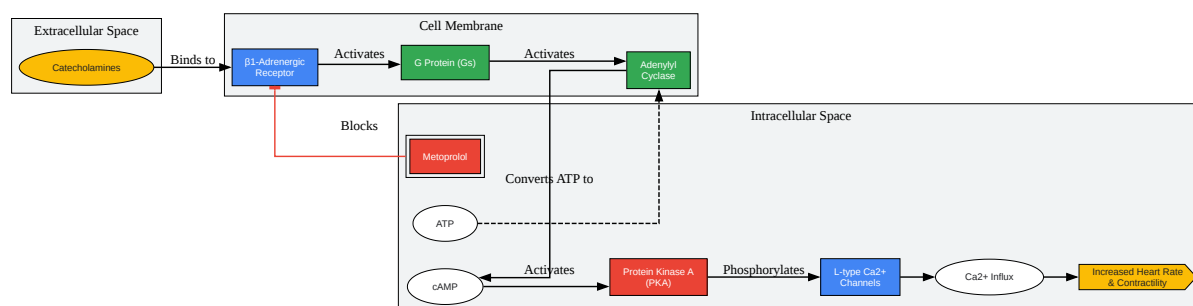 Extracellular Space
Cell Membrane
Catecholamines
Binds to
β1-Adrenergic
Receptor
Activates
G Protein (Gs)
Activates
Adenylyl
Cyclase
Intracellular Space
Blocks
Metoprolol
Converts ATP to
ATP
cAMP
Activates
Protein Kinase A
(PKA)
Phosphorylates
L-type Ca2+
Channels
Ca2+ Influx
Increased Heart Rate
& Contractility